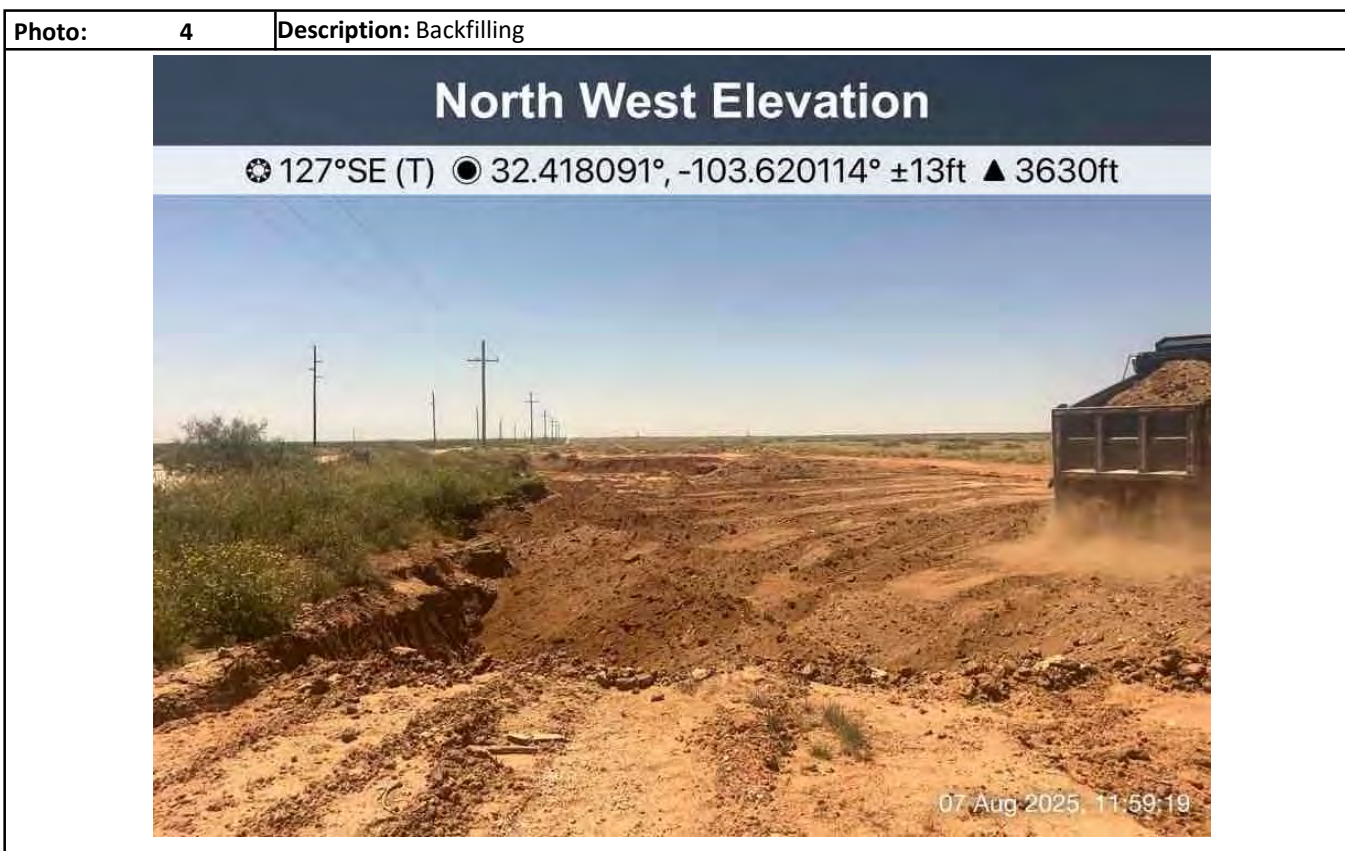 Photo: 4 Description: Backfilling
North West Elevation
127°SE (T) 32.418091°, -103.620114° ±13ft ▲ 3630ft
07 Aug 2025, 11:59:19